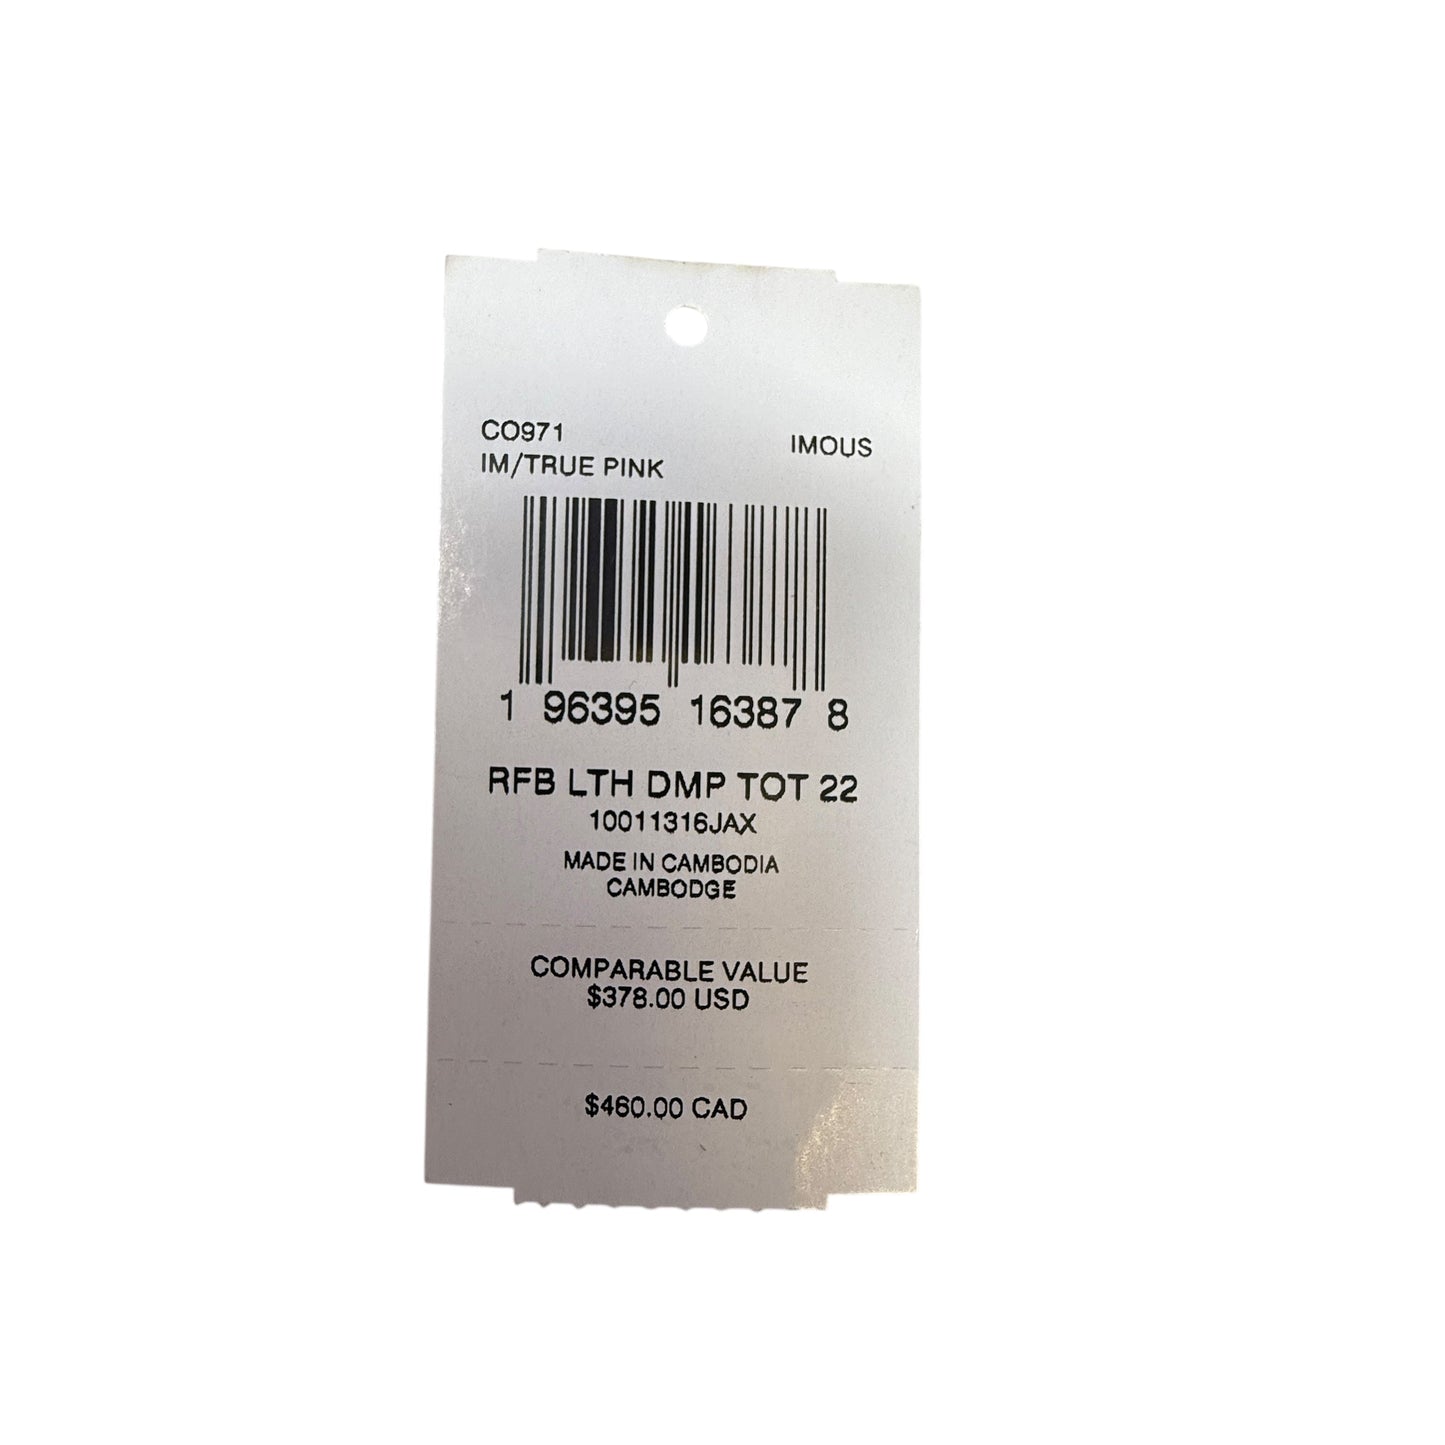 CO971
IMOUS
IM/TRUE PINK
1 96395 16387 8
RFB LTH DMP TOT 22
10011316JAX
MADE IN CAMBODIA
CAMBODGE
COMPARABLE VALUE
$378.00 USD
$460.00 CAD